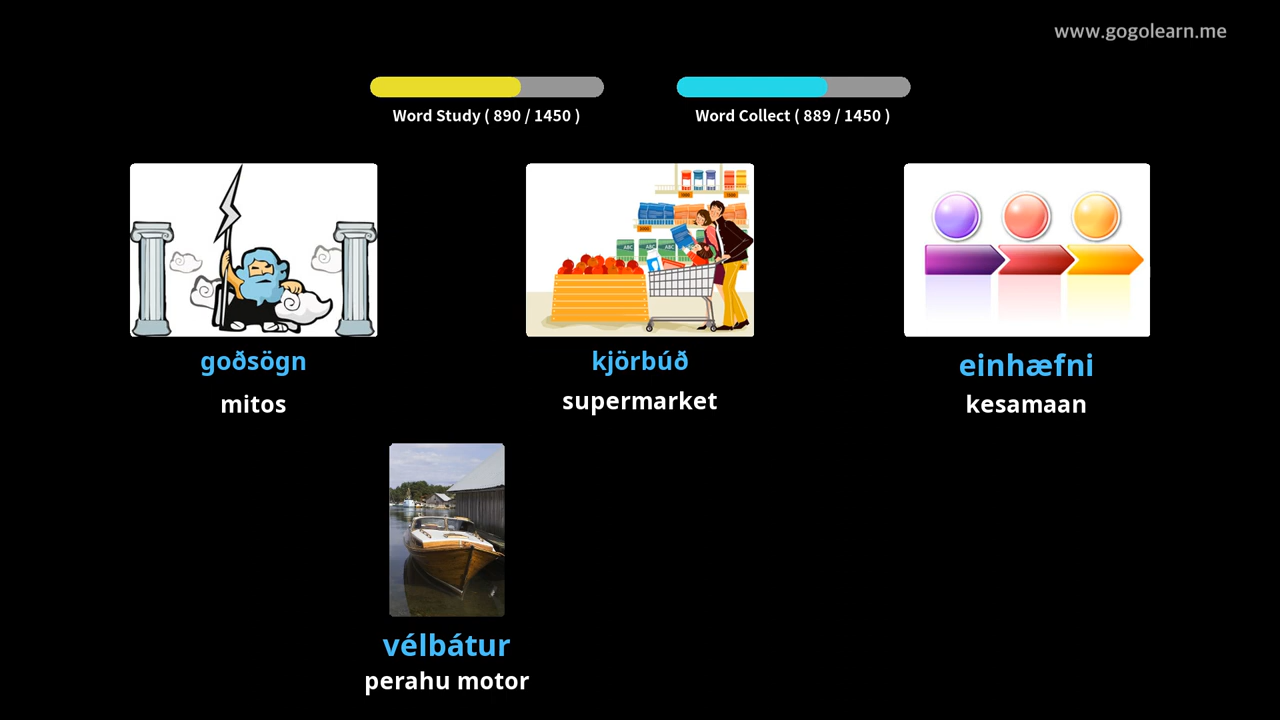 www.gogolearn.me
Word Study ( 890 / 1450 )
Word Collect ( 889 / 1450 )
goðsögn
kjörbúð
einhæfni
mitos
supermarket
kesamaan
vélbátur
perahu motor